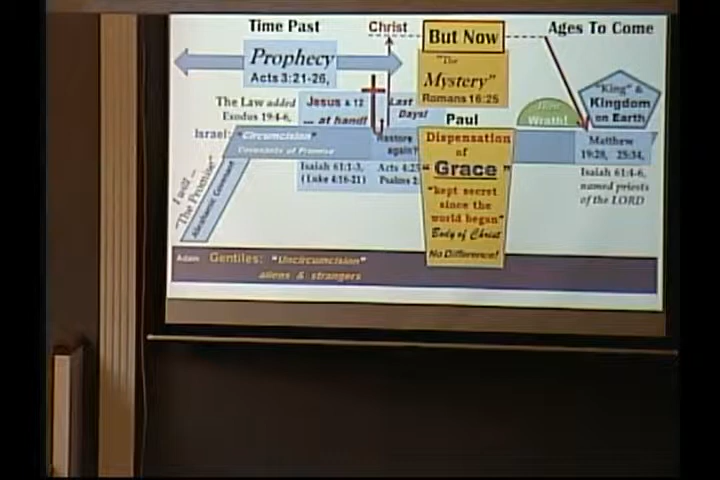 Time Past
Christ
But Now
Ages To Come
Prophecy
Acts 3:21-26,
"The
Mystery"
Romans 16:25
"King" &
Kingdom
on Earth
The Law added
Exodus 19:4-6,
Jesus & 12
... at hand!
Last
Days!
Paul
Wrath!
Israel: "Circumcision"
Covenants of Promise
Restore
again?
Dispensation
of
"Grace"
Matthew
19:28, 25:34,
I will ...
"The Promise"
Abrahamic Covenant
Isaiah 61:1-3,
(Luke 4:16-21)
Acts 4:25
Psalms 2
"kept secret
since the
world began"
Body of Christ
No Difference!
Isaiah 61:4-6,
named priests
of the LORD
Adam Gentiles: "Uncircumcision"
aliens & strangers